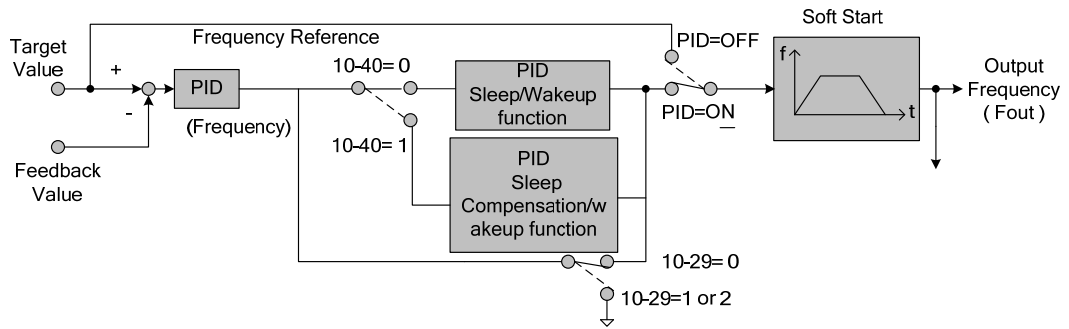 Soft Start
Target
Value
Frequency Reference
PID=OFF
f
+
-
PID
(Frequency)
10-40= 0
10-40= 1
PID
Sleep/Wakeup
function
PID=ON
t
Output
Frequency
( Fout )
Feedback
Value
PID
Sleep
Compensation/w
akeup function
10-29= 0
10-29=1 or 2